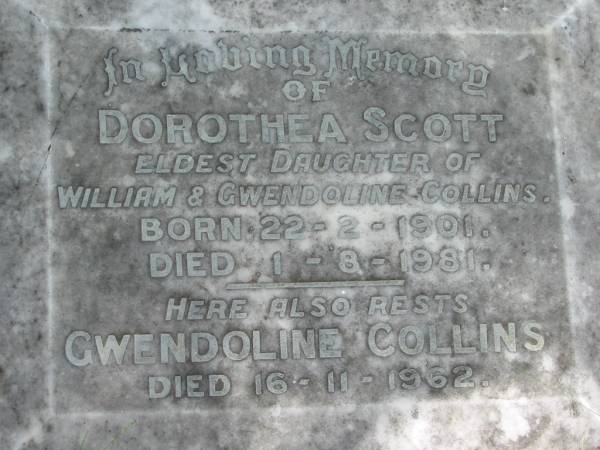 In Loving Memory
OF
DOROTHEA SCOTT
ELDEST DAUGHTER OF
WILLIAM & GWENDOLINE COLLINS.
BORN 22-2-1901.
DIED 1-8-1981.
HERE ALSO RESTS
GWENDOLINE COLLINS
DIED 16-11-1962.